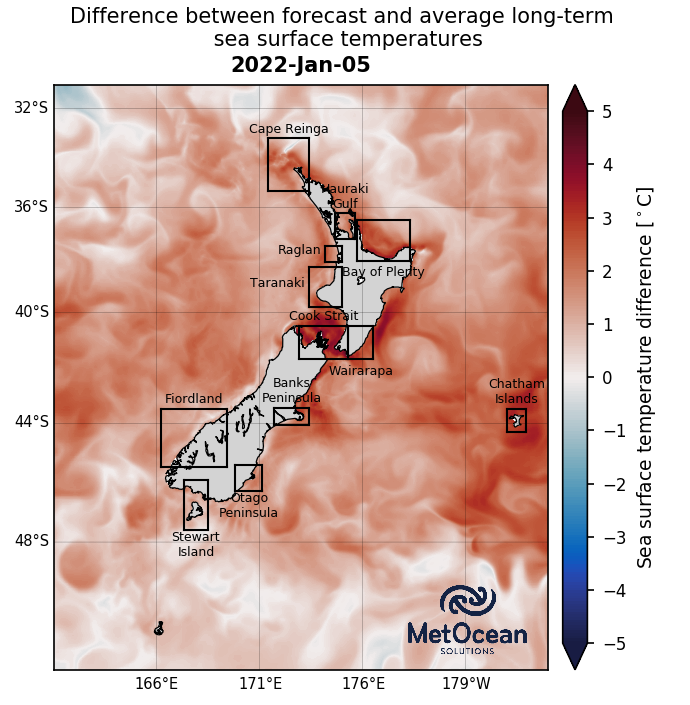 Difference between forecast and average long-term
sea surface temperatures
2022-Jan-05
32°S
36°S
40°S
44°S
48°S
Cape Reinga
Hauraki
Gulf
Raglan
Bay of Plenty
Taranaki
Cook Strait
Wairarapa
Banks
Peninsula
Fiordland
Chatham
Islands
Otago
Peninsula
Stewart
Island
MetOcean
SOLUTIONS
166°E
171°E
176°E
179°W
5
4
3
2
1
0
−1
−2
−3
−4
−5
Sea surface temperature difference [°C]